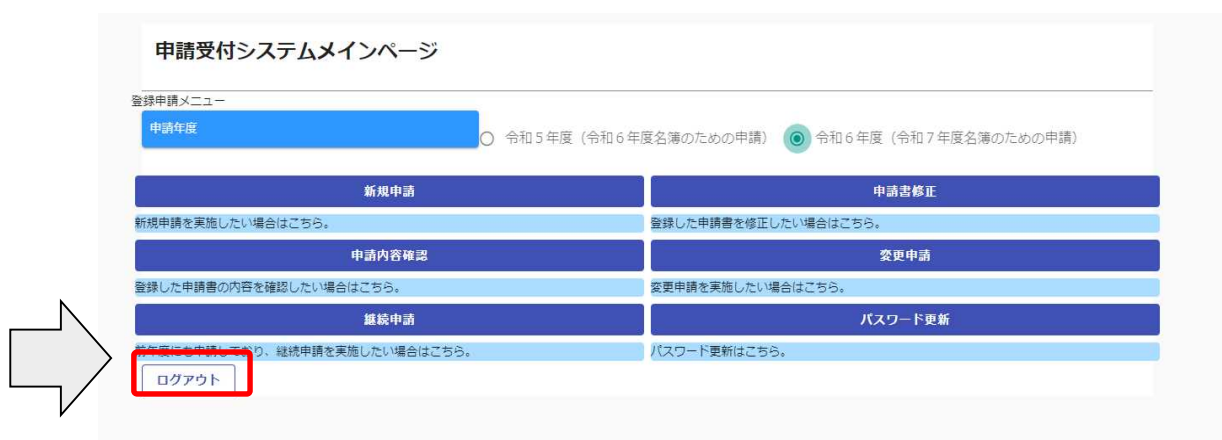 申請受付システムメインページ
登録申請メニュー
申請年度
令和５年度（令和６年度名簿のための申請）
令和６年度（令和７年度名簿のための申請）
新規申請
申請書修正
新規申請を実施したい場合はこちら。
登録した申請書を修正したい場合はこちら。
申請内容確認
変更申請
登録した申請書の内容を確認したい場合はこちら。
変更申請を実施したい場合はこちら。
継続申請
パスワード更新
前年度にも申請しており、継続申請を実施したい場合はこちら。
パスワード更新はこちら。
ログアウト